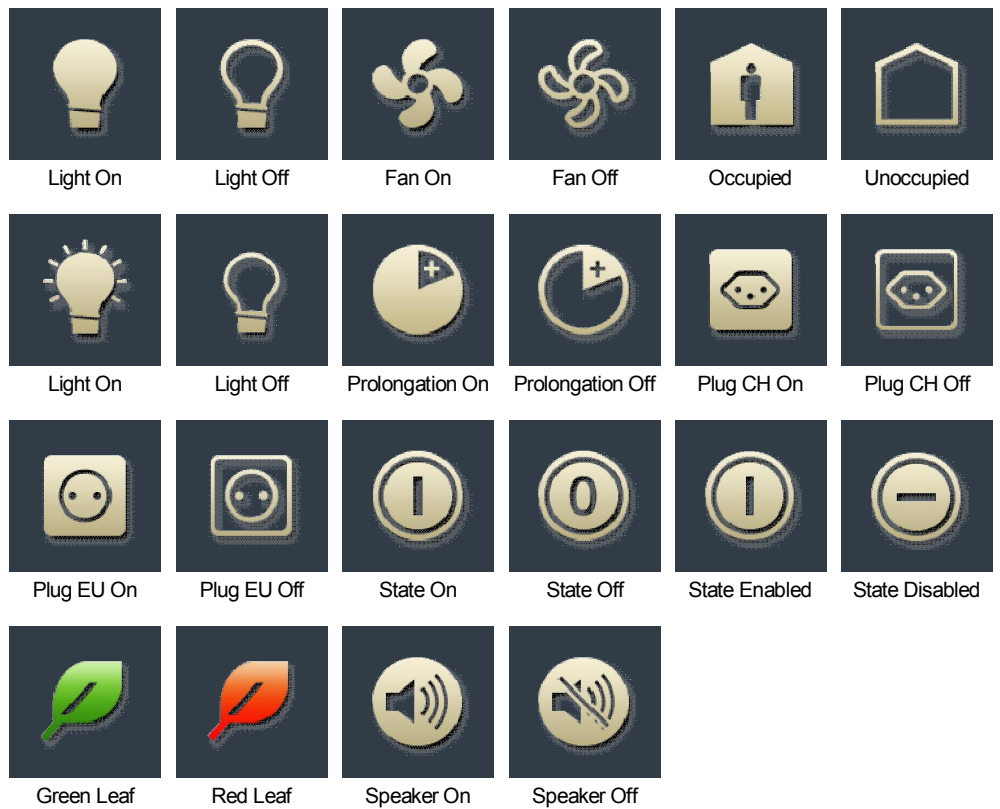 Light On Light Off Fan On Fan Off Occupied Unoccupied
Light On Light Off Prolongation On Prolongation Off Plug CH On Plug CH Off
0
Plug EU On Plug EU Off State On State Off State Enabled State Disabled
Green Leaf Red Leaf Speaker On Speaker Off